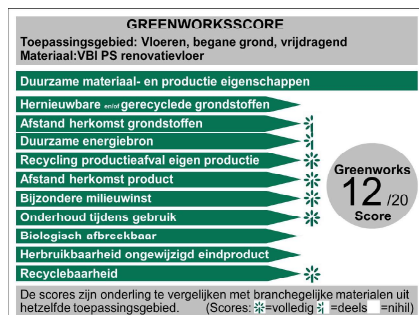 GREENWORKSSCORE
Toepassingsgebied: Vloeren, begane grond, vrijdragend
Materiaal:VBI PS renovatievloer
Duurzame materiaal- en productie eigenschappen
Hernieuwbare en/of gerecyclede grondstoffen
Afstand herkomst grondstoffen
Duurzame energiebron
Recycling productieafval eigen productie
Afstand herkomst product
Bijzondere milieuwinst
Onderhoud tijdens gebruik
Biologisch afbreekbaar
Herbruikbaarheid ongewijzigd eindproduct
Recyclebaarheid
Greenworks
12 /20
Score
De scores zijn onderling te vergelijken met branchegelijke materialen uit
hetzelfde toepassingsgebied. (Scores: =volledig =deels =nihil)